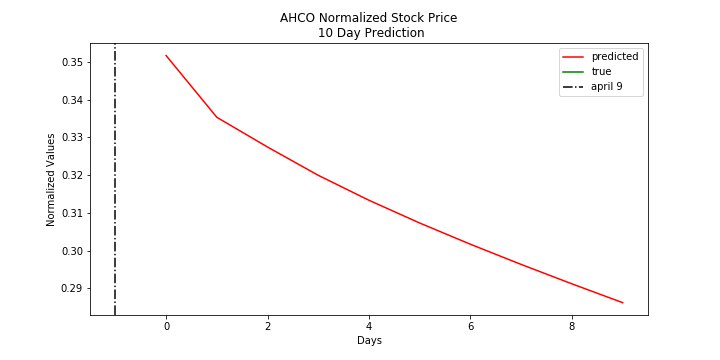 AHCO Normalized Stock Price
10 Day Prediction
predicted
true
april 9
Normalized Values
0.35
0.34
0.33
0.32
0.31
0.30
0.29
0
2
4
6
8
Days